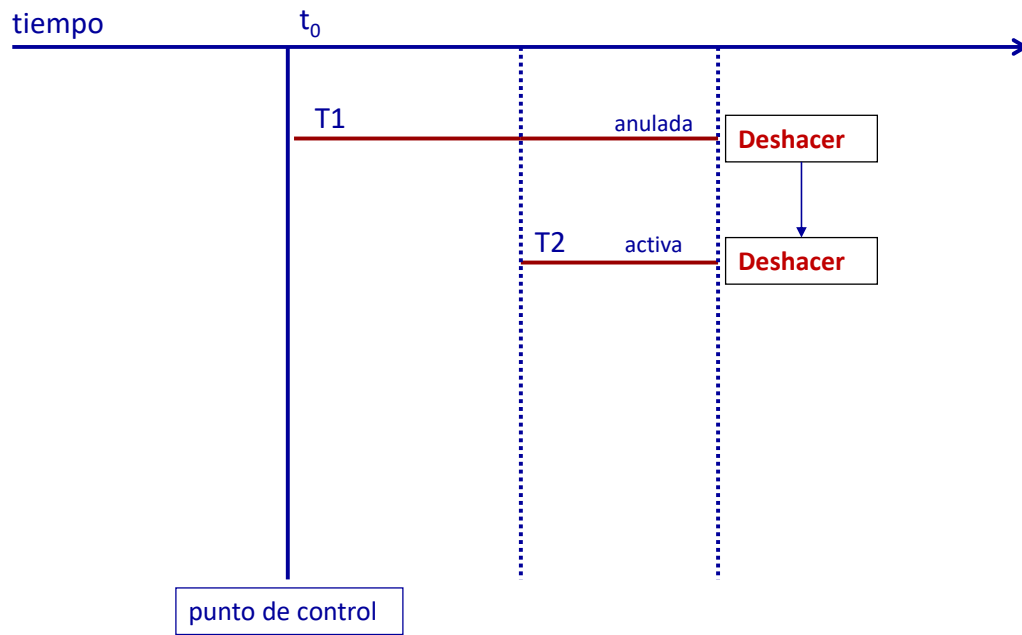 tiempo
t₀
T1
anulada
Deshacer
T2
activa
Deshacer
punto de control